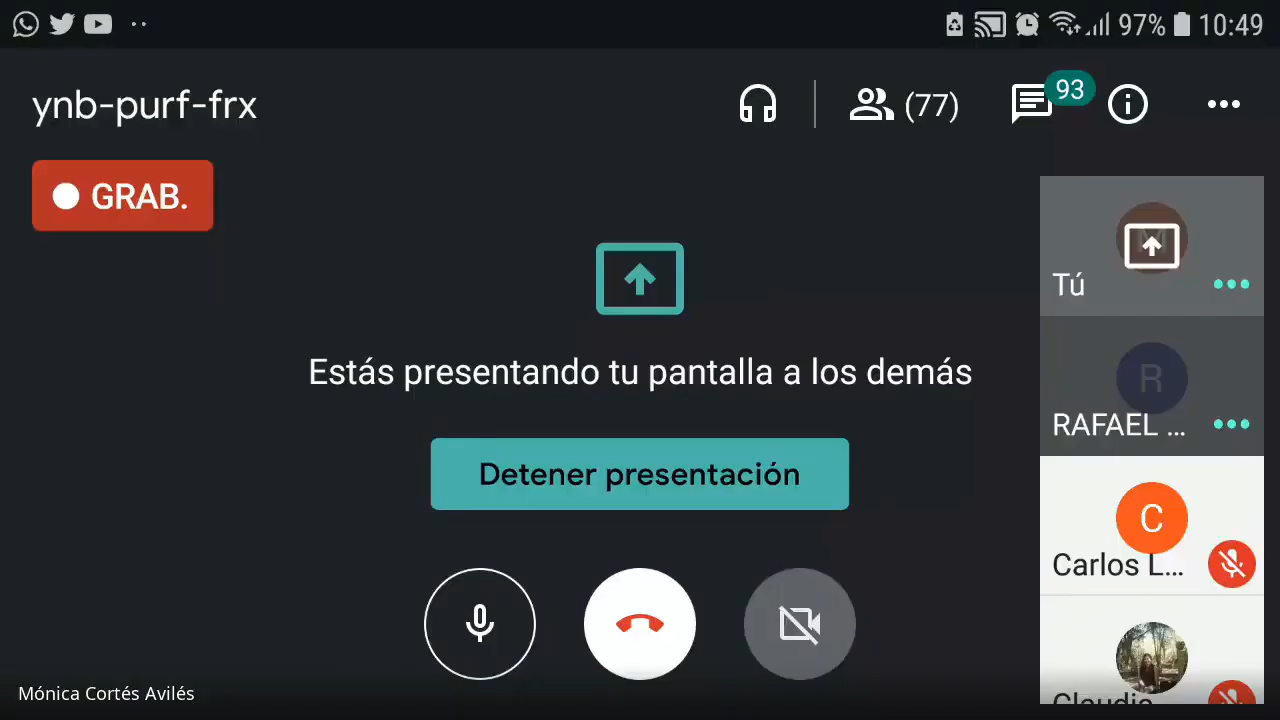 97% 10:49
ynb-purf-frx
(77)
93
GRAB.
Tú
Estás presentando tu pantalla a los demás
R
RAFAEL ...
Detener presentación
C
Carlos L...
Claudia
Mónica Cortés Avilés